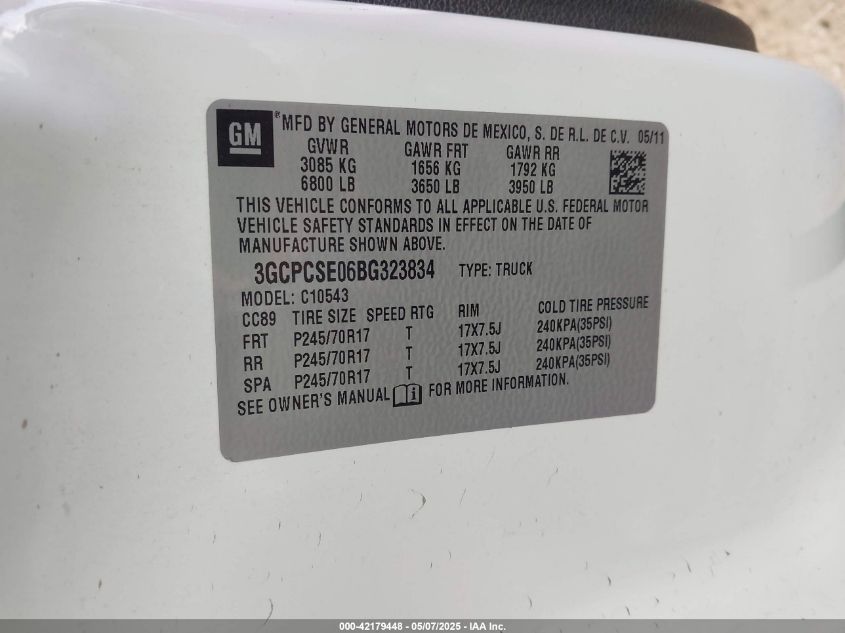 GM
® MFD BY GENERAL MOTORS DE MEXICO, S. DE R.L. DE C.V. 05/11
GVWR GAWR FRT GAWR RR
3085 KG 1656 KG 1792 KG
6800 LB 3650 LB 3950 LB
THIS VEHICLE CONFORMS TO ALL APPLICABLE U.S. FEDERAL MOTOR
VEHICLE SAFETY STANDARDS IN EFFECT ON THE DATE OF
MANUFACTURE SHOWN ABOVE.
3GCPCSE06BG323834 TYPE: TRUCK
MODEL: C10543
CC89 TIRE SIZE SPEED RTG RIM COLD TIRE PRESSURE
FRT P245/70R17 T 17X7.5J 240KPA(35PSI)
RR P245/70R17 T 17X7.5J 240KPA(35PSI)
SPA P245/70R17 T 17X7.5J 240KPA(35PSI)
SEE OWNER'S MANUAL i FOR MORE INFORMATION.
000-42179448 - 05/07/2025 - IAA Inc.